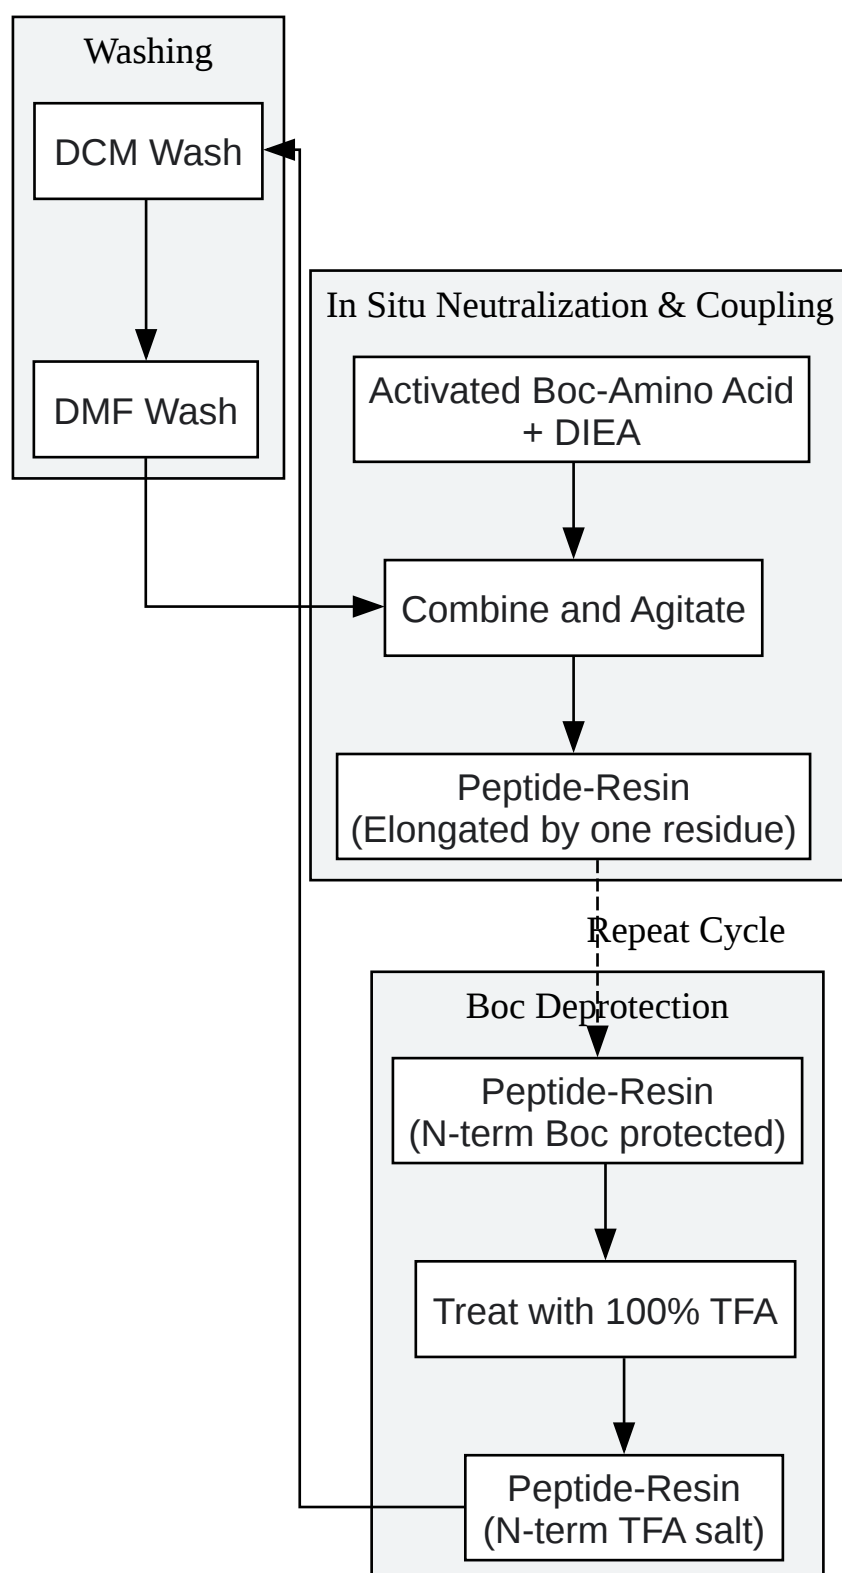 Washing
DCM Wash
DMF Wash
In Situ Neutralization & Coupling
Activated Boc-Amino Acid
+ DIEA
Combine and Agitate
Peptide-Resin
(Elongated by one residue)
Repeat Cycle
Boc Deprotection
Peptide-Resin
(N-term Boc protected)
Treat with 100% TFA
Peptide-Resin
(N-term TFA salt)